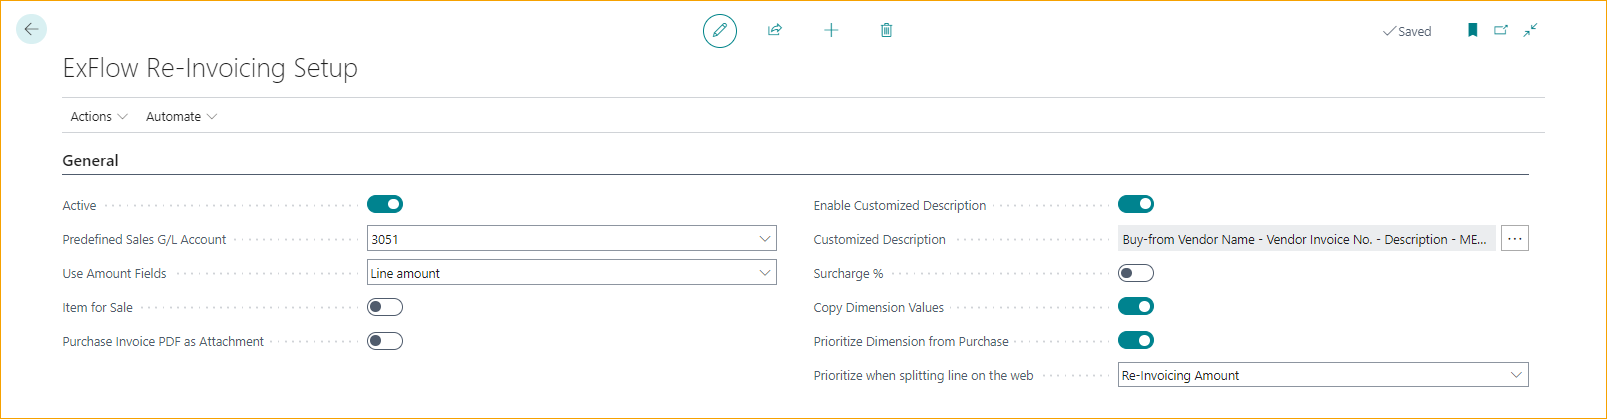 Saved
ExFlow Re-Invoicing Setup
Actions Automate
General
Active
Predefined Sales G/L Account 3051
Use Amount Fields Line amount
Item for Sale
Purchase Invoice PDF as Attachment
Enable Customized Description
Customized Description Buy-from Vendor Name - Vendor Invoice No. - Description - ME... ...
Surcharge %
Copy Dimension Values
Prioritize Dimension from Purchase
Prioritize when splitting line on the web Re-Invoicing Amount